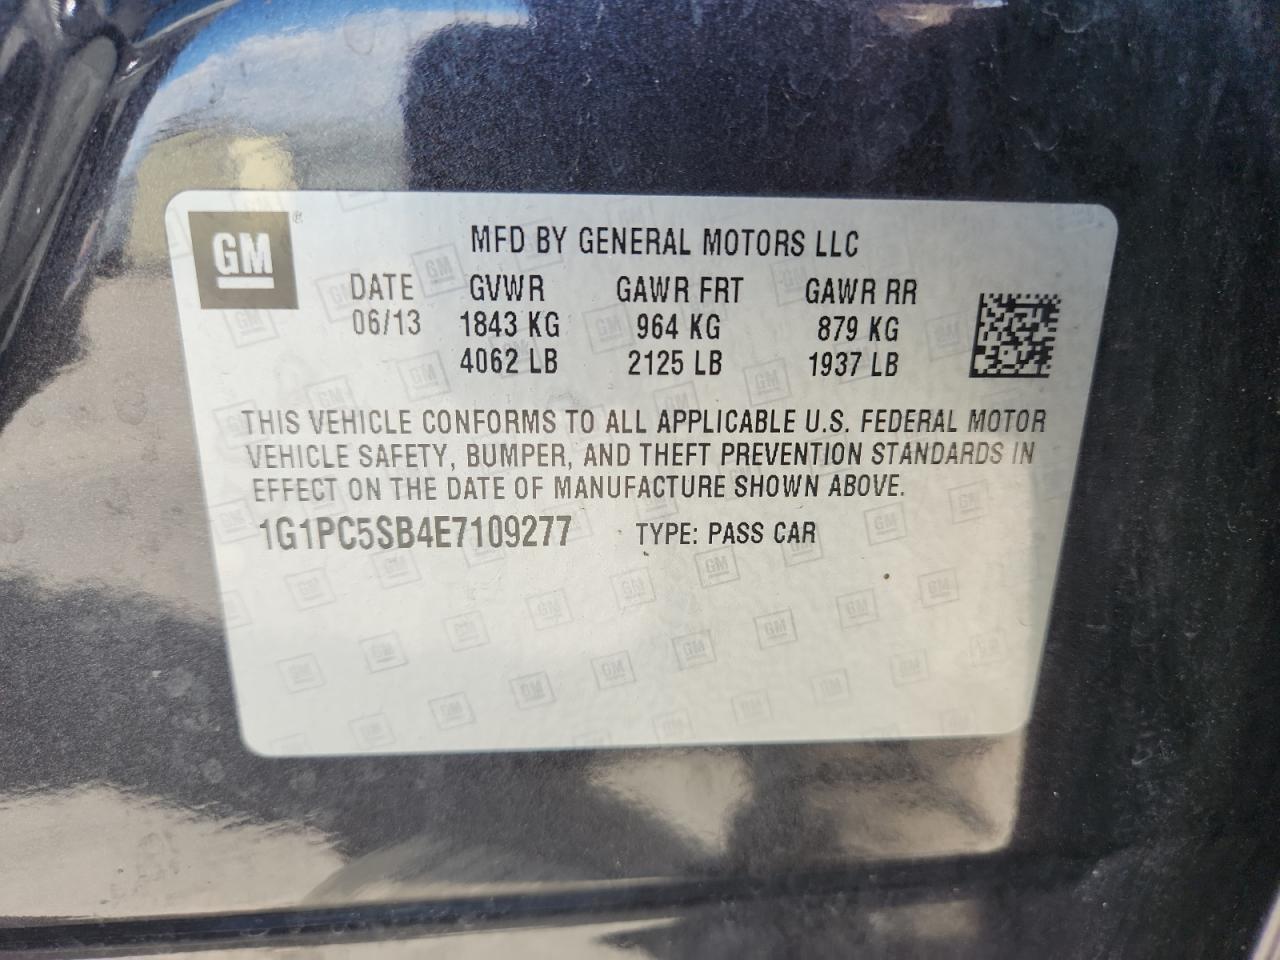 GM®
MFD BY GENERAL MOTORS LLC
DATE GVWR GAWR FRT GAWR RR
06/13 1843 KG 964 KG 879 KG
4062 LB 2125 LB 1937 LB
THIS VEHICLE CONFORMS TO ALL APPLICABLE U.S. FEDERAL MOTOR
VEHICLE SAFETY, BUMPER, AND THEFT PREVENTION STANDARDS IN
EFFECT ON THE DATE OF MANUFACTURE SHOWN ABOVE.
1G1PC5SB4E7109277 TYPE: PASS CAR